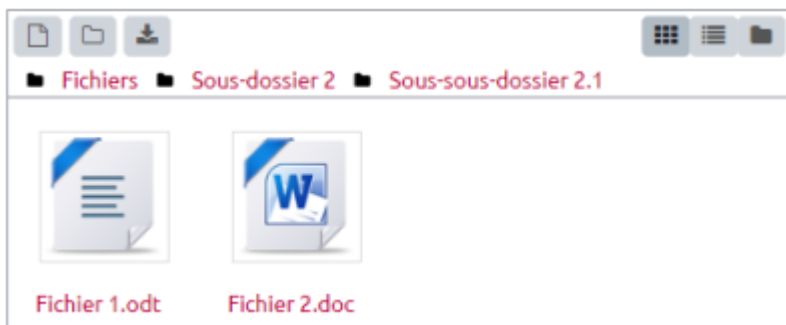 Fichiers Sous-dossier 2 Sous-sous-dossier 2.1
W
Fichier 1.odt Fichier 2.doc